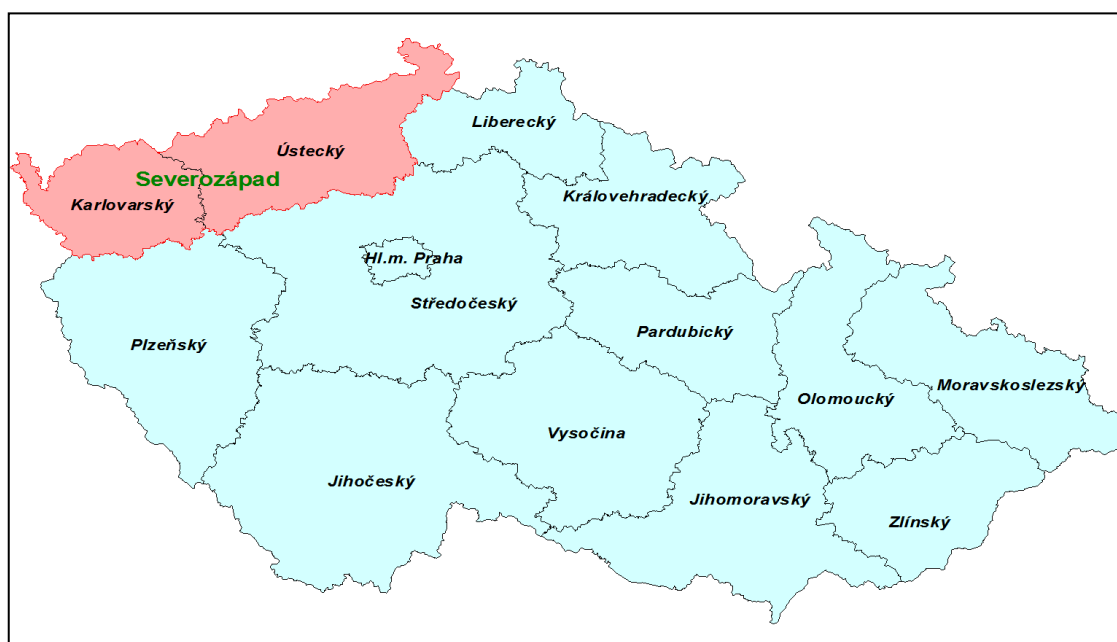 Liberecký
Ústecký
Severozápad
Karlovarský
Královehradecký
Hl.m. Praha
Středočeský
Plzeňský
Pardubický
Moravskoslezský
Olomoucký
Vysočina
Jihočeský
Jihomoravský
Zlínský